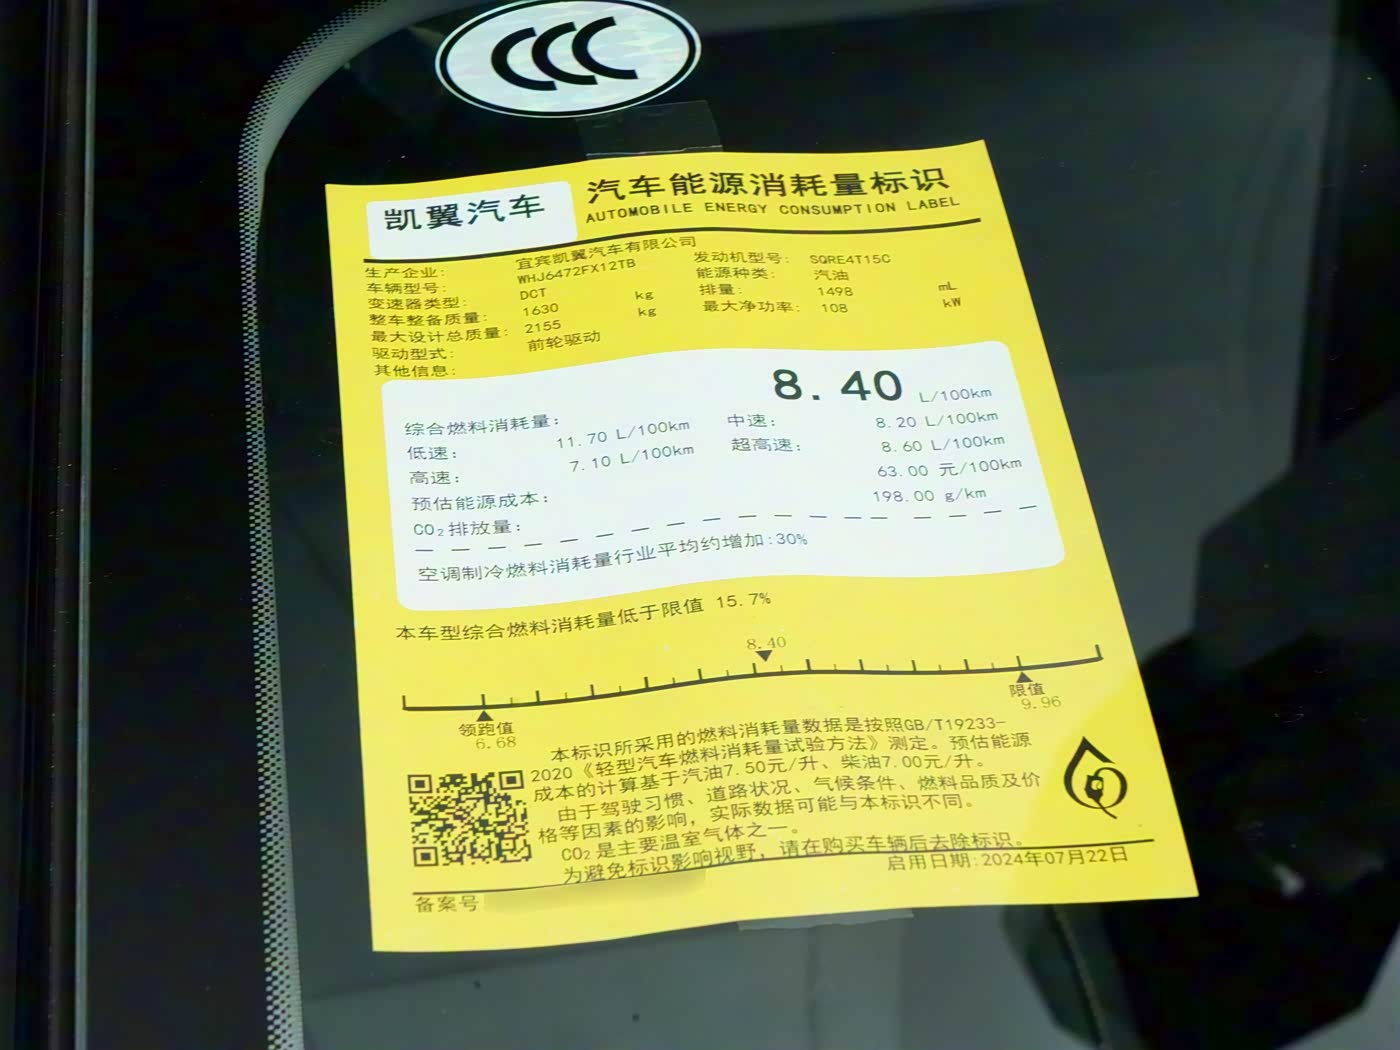 CCC
凯翼汽车
汽车能源消耗量标识
AUTOMOBILE ENERGY CONSUMPTION LABEL
生产企业: 宜宾凯翼汽车有限公司
车辆型号: WHJ6472FX12TB 发动机型号: SQRE4T15C
变速器类型: DCT 能源种类: 汽油
整车整备质量: 1630 kg 排量: 1498 mL
最大设计总质量: 2155 kg 最大净功率: 108 kW
驱动型式: 前轮驱动
其他信息:
综合燃料消耗量: 8.40 L/100km
低速: 11.70 L/100km 中速: 8.20 L/100km
高速: 7.10 L/100km 超高速: 8.60 L/100km
预估能源成本: 63.00 元/100km
CO₂排放量: 198.00 g/km
空调制冷燃料消耗量行业平均约增加:30%
本车型综合燃料消耗量低于限值 15.7%
8.40
领跑值
6.68
限值
9.96
本标识所采用的燃料消耗量数据是按照GB/T19233-
2020《轻型汽车燃料消耗量试验方法》测定。预估能源
成本的计算基于汽油7.50元/升、柴油7.00元/升。
由于驾驶习惯、道路状况、气候条件、燃料品质及价
格等因素的影响，实际数据可能与本标识不同。
CO₂是主要温室气体之一。
为避免标识影响视野，请在购买车辆后去除标识。
启用日期:2024年07月22日
备案号